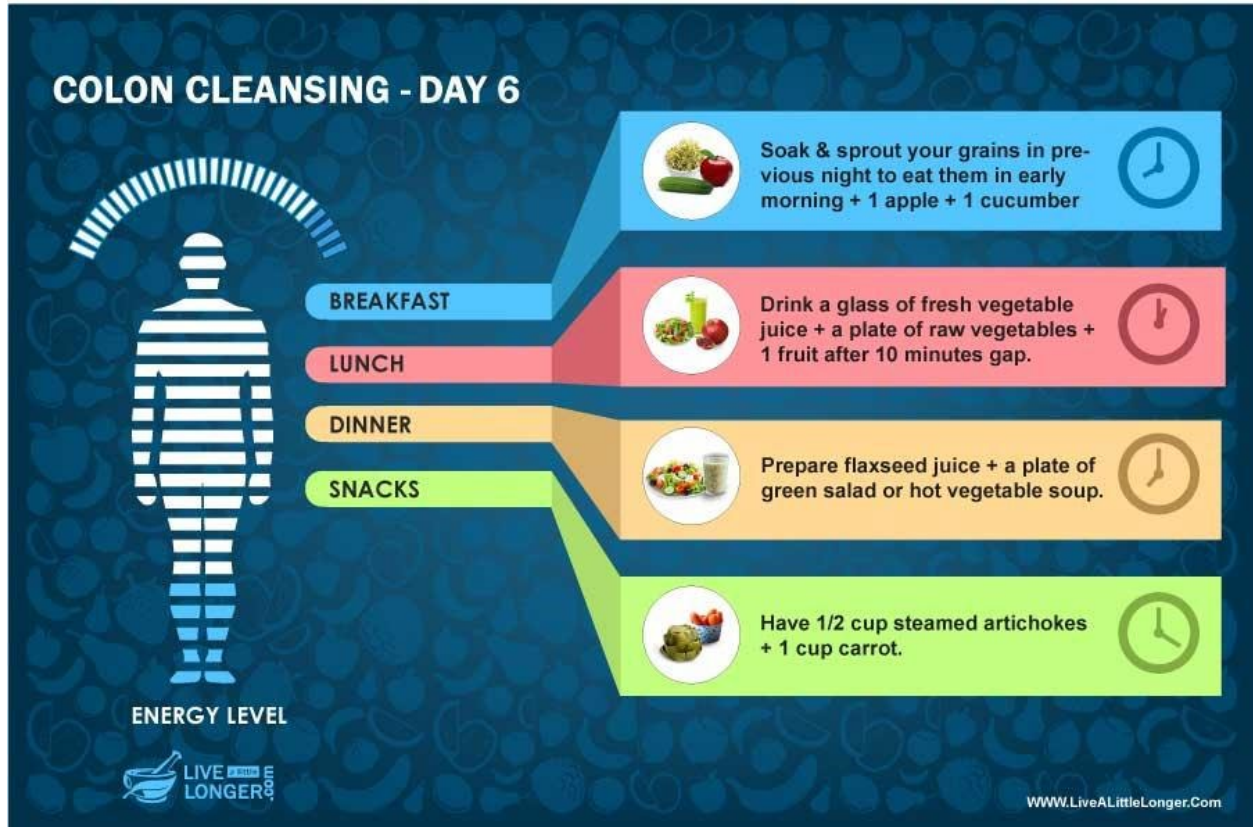 COLON CLEANSING - DAY 6
BREAKFAST
Soak & sprout your grains in pre-
vious night to eat them in early
morning + 1 apple + 1 cucumber
LUNCH
Drink a glass of fresh vegetable
juice + a plate of raw vegetables +
1 fruit after 10 minutes gap.
DINNER
Prepare flaxseed juice + a plate of
green salad or hot vegetable soup.
SNACKS
Have 1/2 cup steamed artichokes
+ 1 cup carrot.
ENERGY LEVEL
LIVE a little
LONGER.com
WWW.LiveALittleLonger.Com